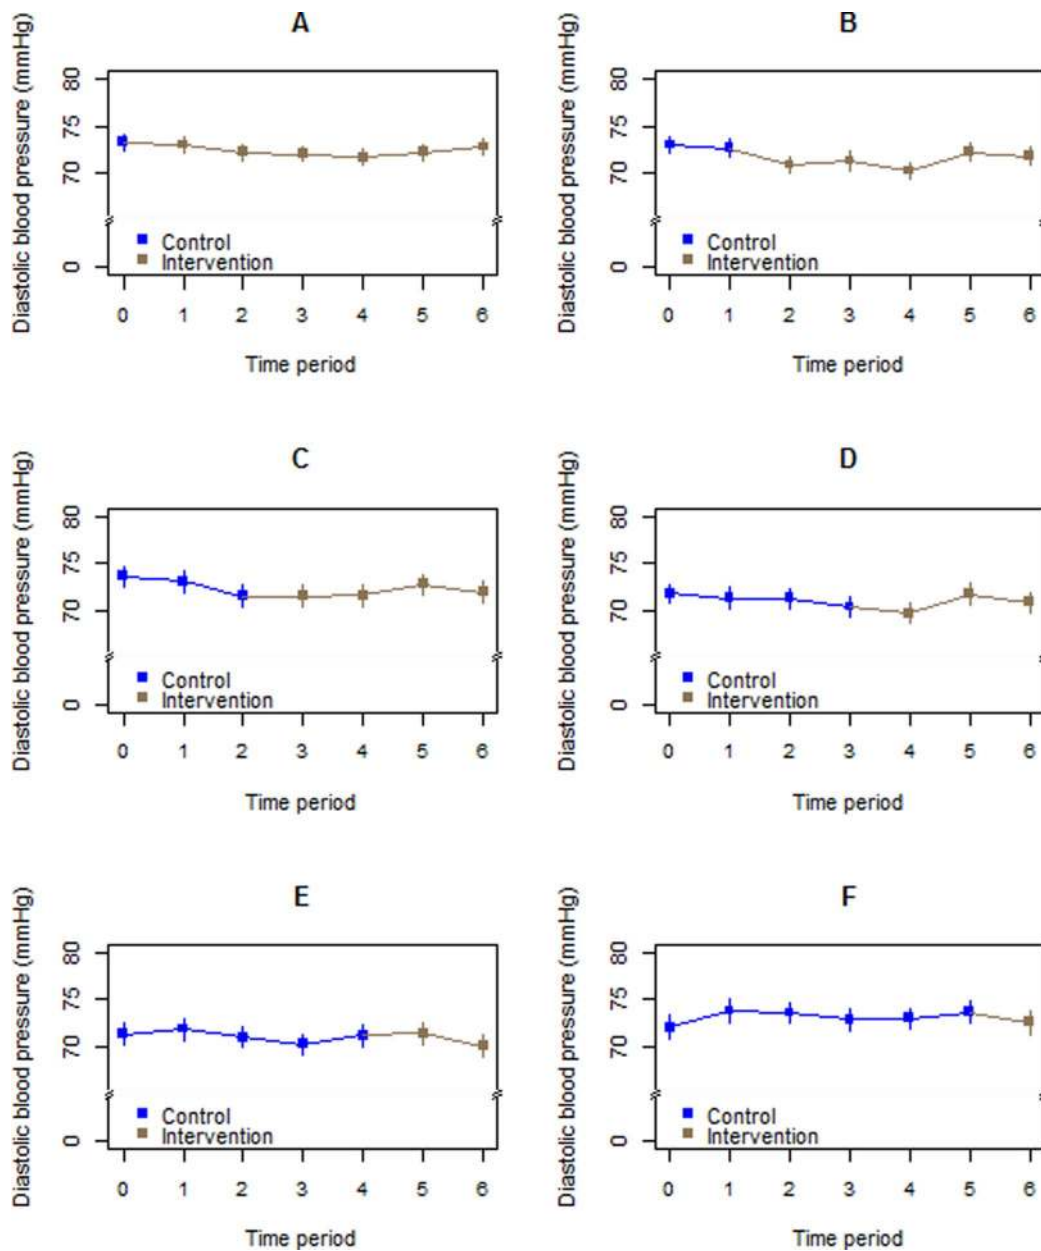 A
Diastolic blood pressure (mmHg)
80
75
70
0
Control
Intervention
0 1 2 3 4 5 6
Time period
B
Diastolic blood pressure (mmHg)
80
75
70
0
Control
Intervention
0 1 2 3 4 5 6
Time period
C
Diastolic blood pressure (mmHg)
80
75
70
0
Control
Intervention
0 1 2 3 4 5 6
Time period
D
Diastolic blood pressure (mmHg)
80
75
70
0
Control
Intervention
0 1 2 3 4 5 6
Time period
E
Diastolic blood pressure (mmHg)
80
75
70
0
Control
Intervention
0 1 2 3 4 5 6
Time period
F
Diastolic blood pressure (mmHg)
80
75
70
0
Control
Intervention
0 1 2 3 4 5 6
Time period